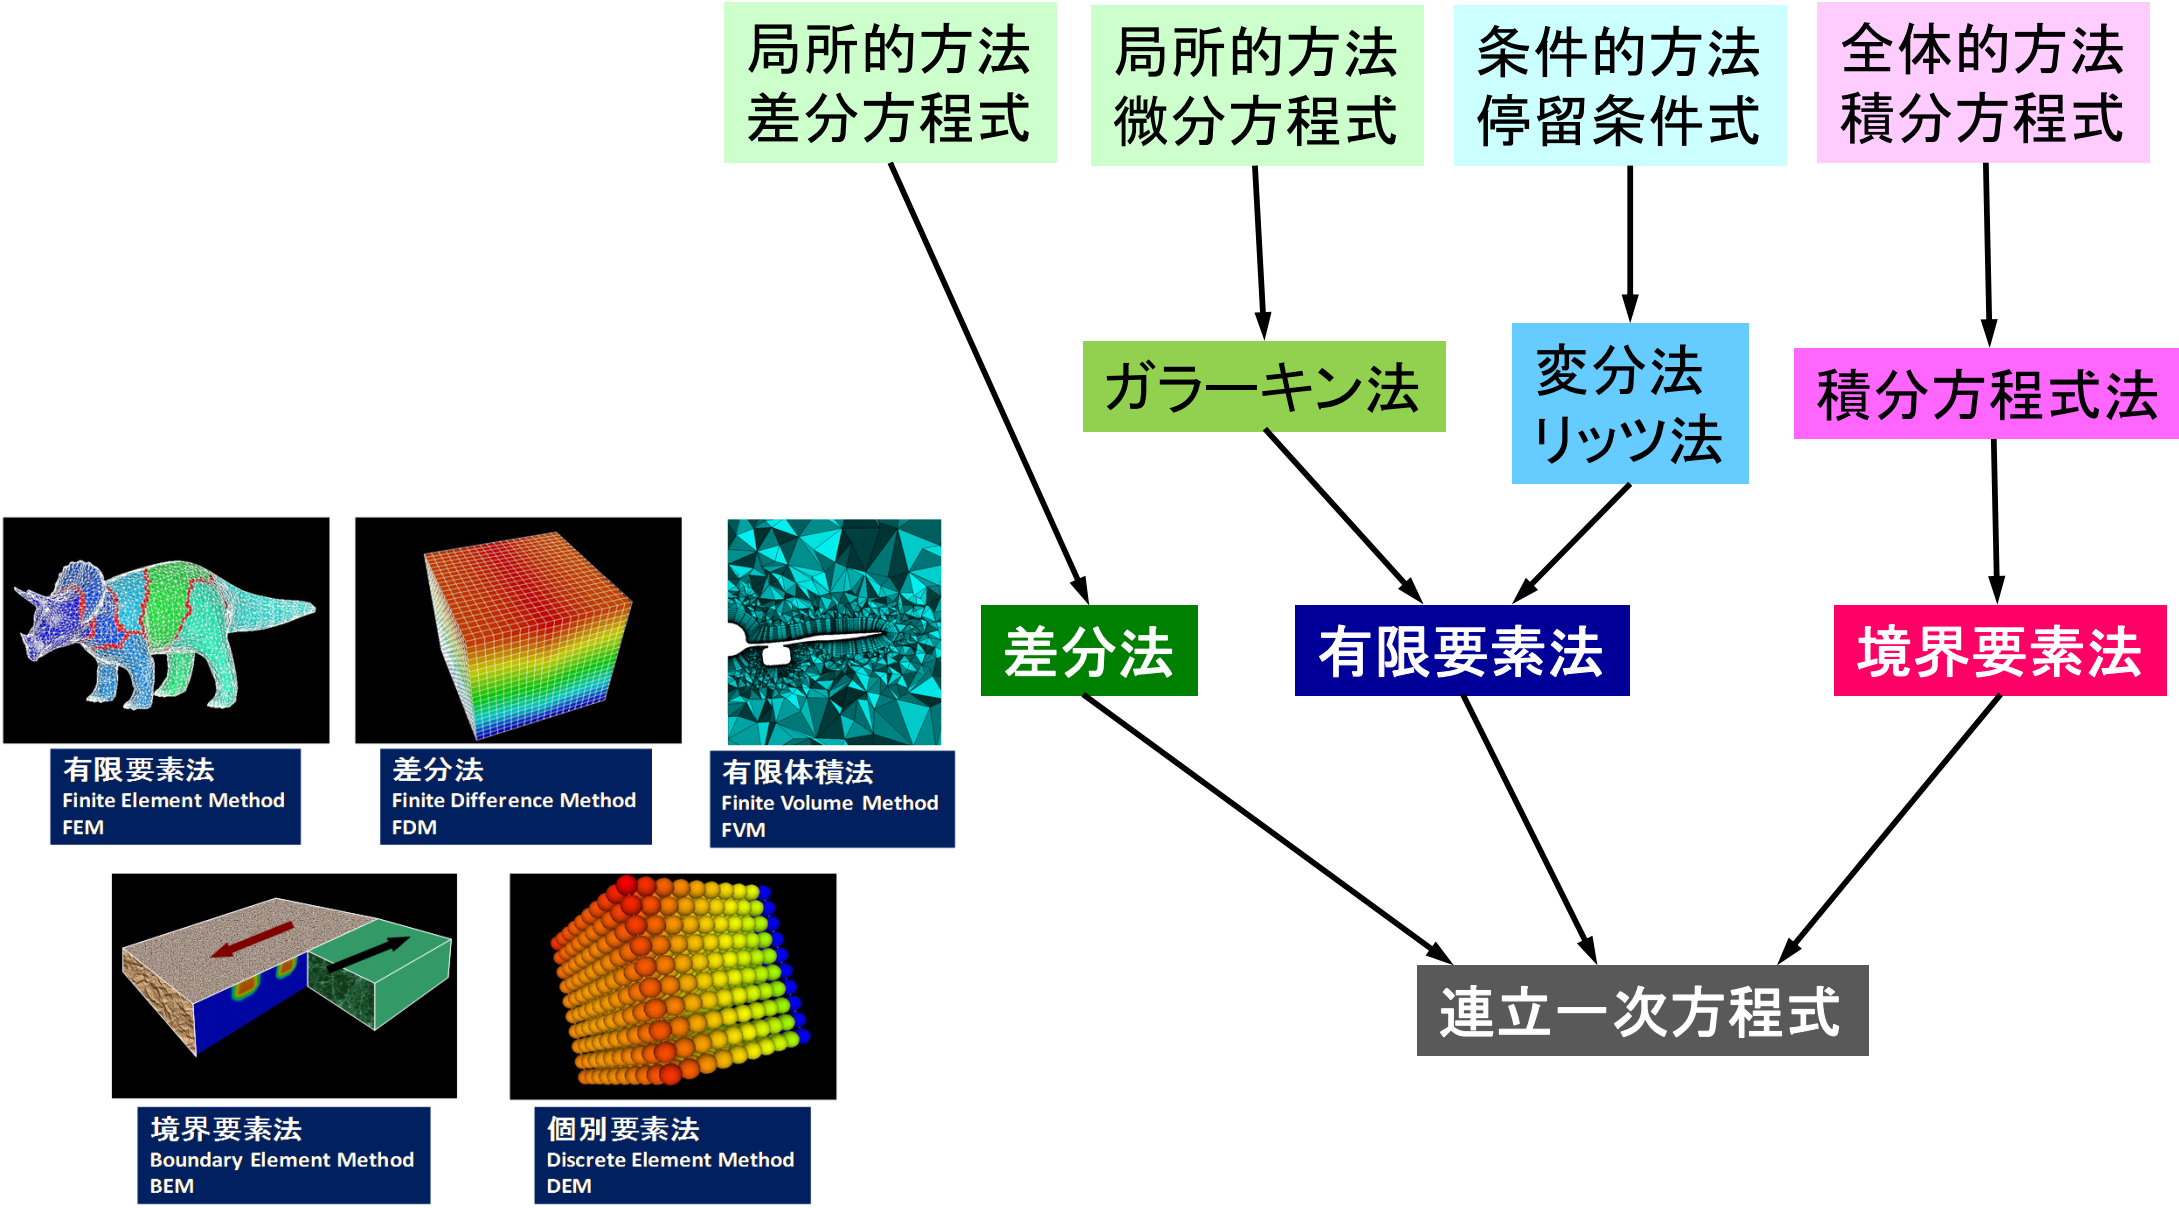 局所的方法
差分方程式
局所的方法
微分方程式
条件的方法
停留条件式
全体的方法
積分方程式
ガラーキン法
変分法
リッツ法
積分方程式法
差分法
有限要素法
境界要素法
連立一次方程式
有限要素法
Finite Element Method
FEM
差分法
Finite Difference Method
FDM
有限体積法
Finite Volume Method
FVM
境界要素法
Boundary Element Method
BEM
個別要素法
Discrete Element Method
DEM